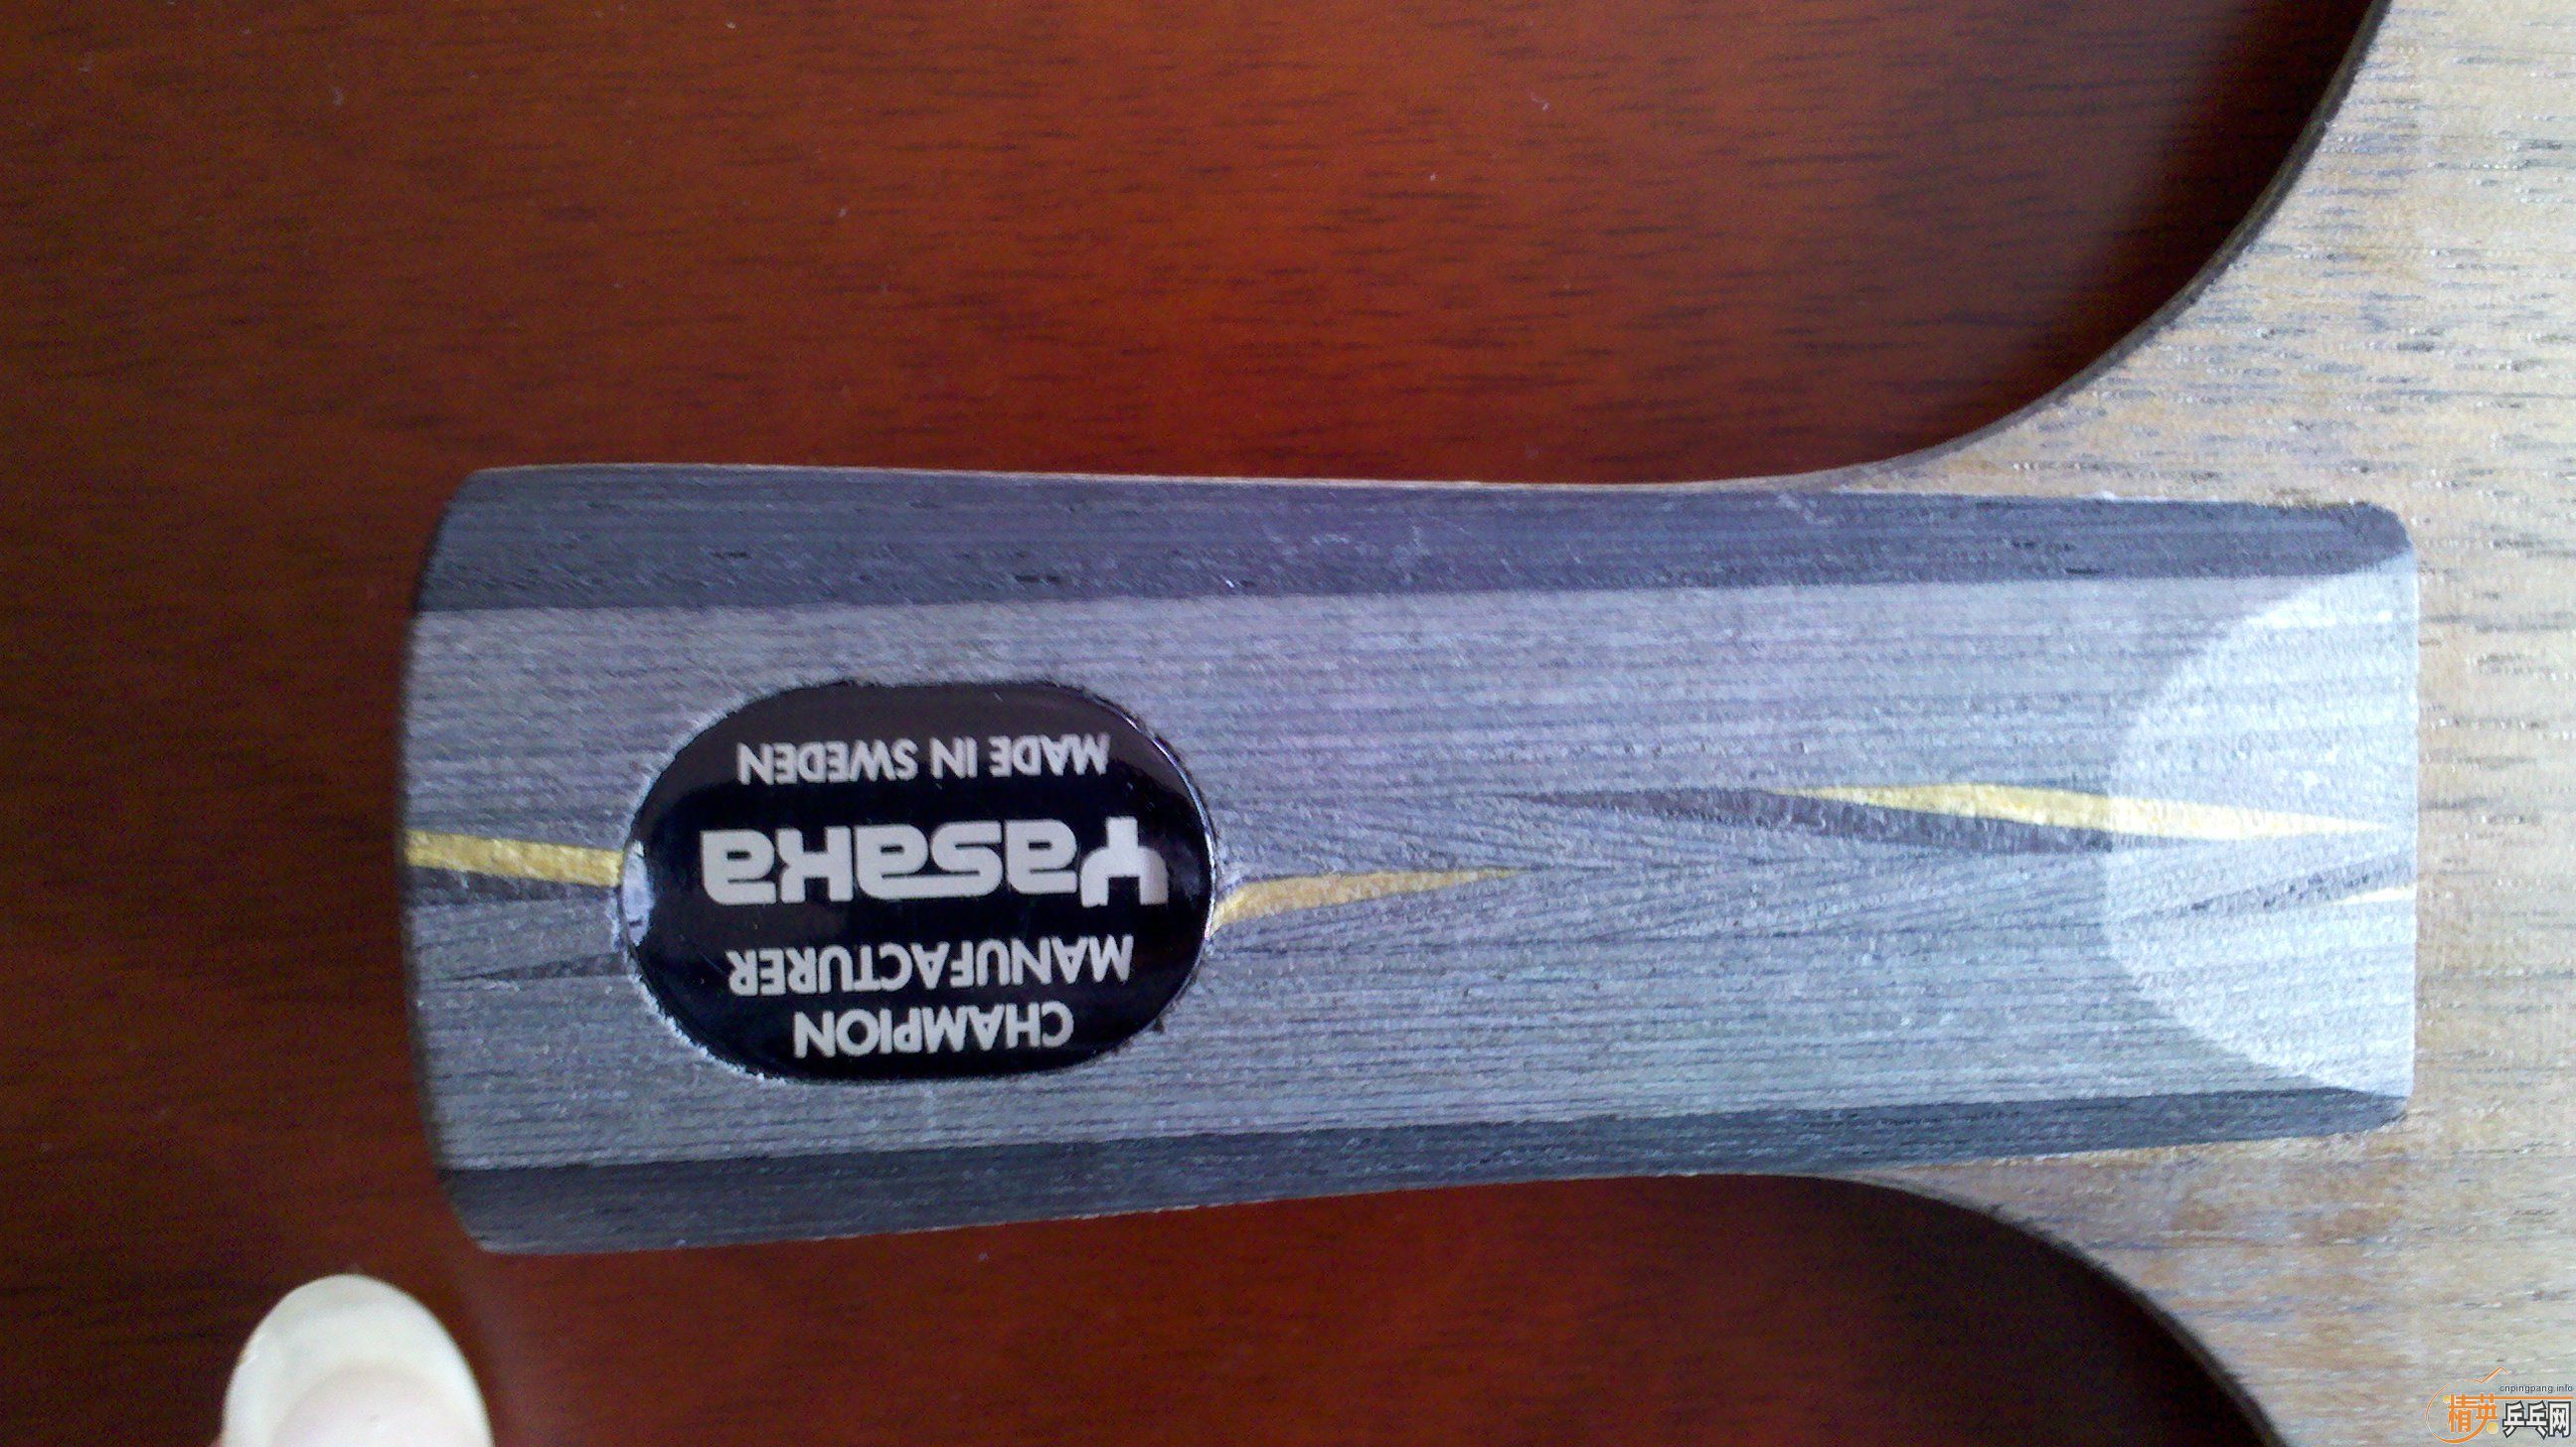 CHAMPION
MANUFACTURER
Yasaka
MADE IN SWEDEN
cnpingpang.info
精英乒乓网